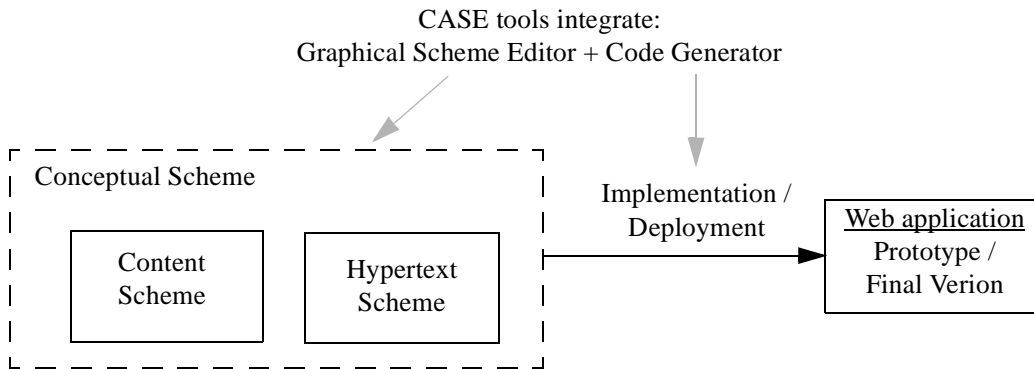 CASE tools integrate:
Graphical Scheme Editor + Code Generator
Conceptual Scheme
Content
Scheme
Hypertext
Scheme
Implementation /
Deployment
Web application
Prototype /
Final Verion